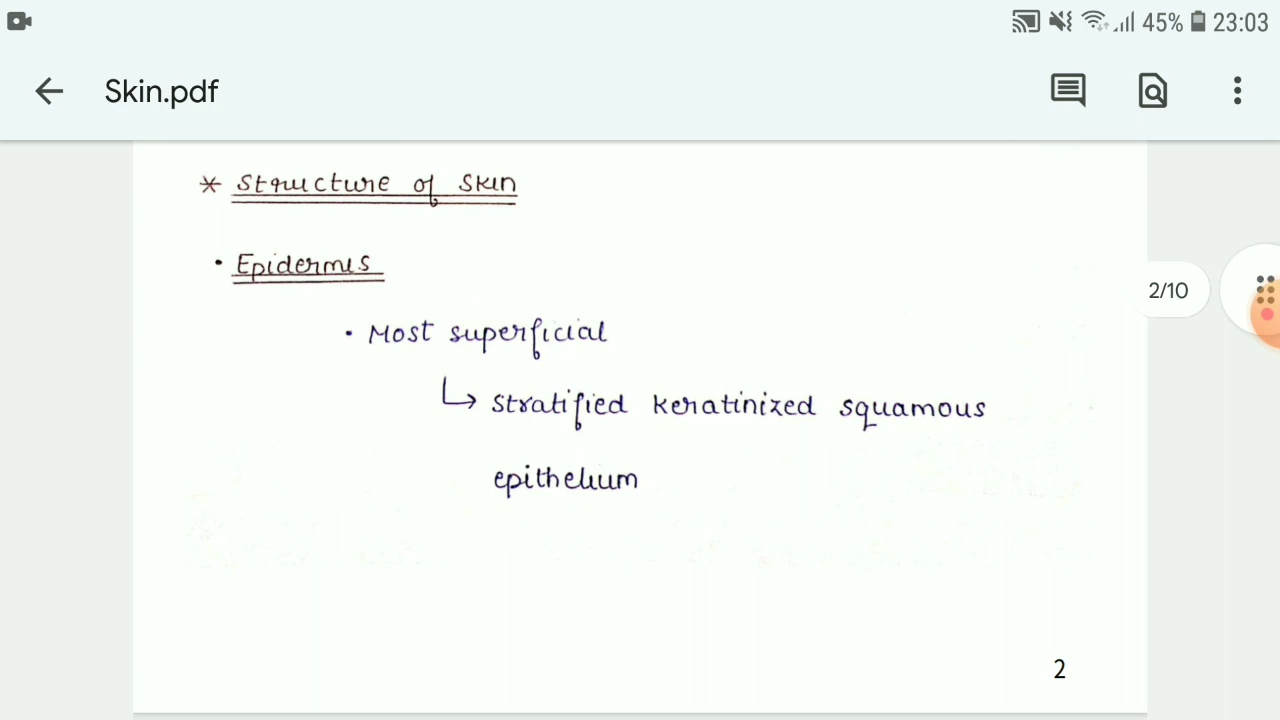 45% 23:03
Skin.pdf
* Structure of Skin
• Epidermis
2/10
• Most superficial
↳ stratified keratinized squamous
epithelium
2